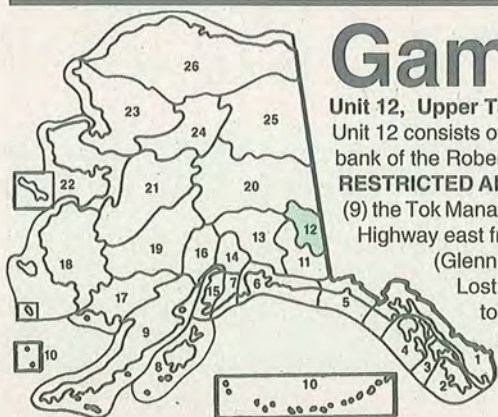 Gam
Unit 12, Upper T
Unit 12 consists o
bank of the Robe
RESTRICTED AR
(9) the Tok Mana
Highway east fr
(Glenn
Lost
to
26
23
24
25
22
21
20
12
18
19
16
14
13
11
17
15
7
6
5
9
8
4
3
2
1
10
10